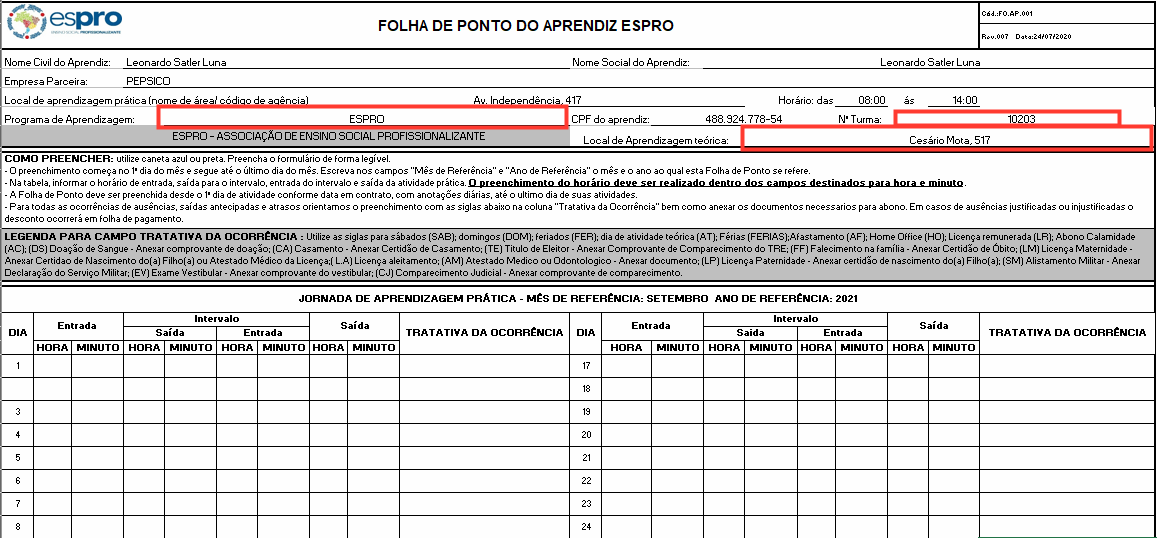 espro
ENSINO SOCIAL PROFISSIONALIZANTE
FOLHA DE PONTO DO APRENDIZ ESPRO
Cód.:FO.AP.001
Rev.007 Data:24/07/2020
Nome Civil do Aprendiz: Leonardo Satler Luna Nome Social do Aprendiz: Leonardo Satler Luna
Empresa Parceira: PEPSICO
Local de aprendizagem prática (nome de área/ código de agência) Av. Independência, 417 Horário: das 08:00 ás 14:00
Programa de Aprendizagem: ESPRO CPF do aprendiz: 488.924.778-54 Nº Turma: 10203
ESPRO - ASSOCIAÇÃO DE ENSINO SOCIAL PROFISSIONALIZANTE Local de Aprendizagem teórica: Cesário Mota, 517
COMO PREENCHER: utilize caneta azul ou preta. Preencha o formulário de forma legível.
- O preenchimento começa no 1º dia do mês e segue até o último dia do mês. Escreva nos campos "Mês de Referência" e "Ano de Referência" o mês e o ano ao qual esta Folha de Ponto se refere.
- Na tabela, informar o horário de entrada, saída para o intervalo, entrada do intervalo e saída da atividade prática. O preenchimento do horário deve ser realizado dentro dos campos destinados para hora e minuto.
- A Folha de Ponto deve ser preenchida desde o 1º dia de atividade conforme data em contrato, com anotações diárias, até o ultimo dia de suas atividades.
- Para todas as ocorrências de ausências, saídas antecipadas e atrasos orientamos o preenchimento com as siglas abaixo na coluna "Tratativa da Ocorrência" bem como anexar os documentos necessarios para abono. Em casos de ausências justificadas ou injustificadas o
desconto ocorrerá em folha de pagamento.
LEGENDA PARA CAMPO TRATATIVA DA OCORRÊNCIA : Utilize as siglas para sábados (SAB); domingos (DOM); feriados (FER); dia de atividade teórica (AT); Férias (FERIAS);Afastamento (AF); Home Office (HO); Licença remunerada (LR); Abono Calamidade
(AC); (DS) Doação de Sangue - Anexar comprovante de doação; (CA) Casamento - Anexar Certidão de Casamento; (TE) Titulo de Eleitor - Anexar Comprovante de Comparecimento do TRE; (FF) Falecimento na família - Anexar Certidão de Óbito; (LM) Licença Maternidade -
Anexar Certidao de Nascimento do(a) Filho(a) ou Atestado Médico da Licença;( L.A) Licença aleitamento; (AM) Atestado Medico ou Odontologico - Anexar documento; (LP) Licença Paternidade - Anexar certidão de nascimento do(a) Filho(a); (SM) Alistamento Militar - Anexar
Declaração do Serviço Militar; (EV) Exame Vestibular - Anexar comprovante do vestibular; (CJ) Comparecimento Judicial - Anexar comprovante de comparecimento.
JORNADA DE APRENDIZAGEM PRÁTICA - MÊS DE REFERÊNCIA: SETEMBRO ANO DE REFERÊNCIA: 2021
DIA Entrada Intervalo Saída TRATATIVA DA OCORRÊNCIA DIA Entrada Intervalo Saída TRATATIVA DA OCORRÊNCIA
Saída Entrada Saida Entrada
HORA MINUTO HORA MINUTO HORA MINUTO HORA MINUTO HORA MINUTO HORA MINUTO HORA MINUTO HORA MINUTO
1 17
18
3 19
4 20
5 21
6 22
7 23
8 24